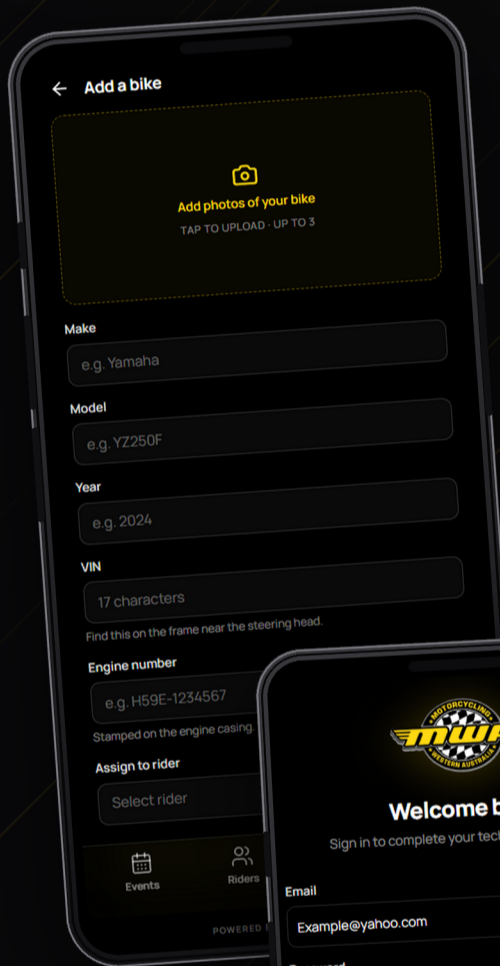 Add a bike
Add photos of your bike
TAP TO UPLOAD · UP TO 3
Make
e.g. Yamaha
Model
e.g. YZ250F
Year
e.g. 2024
VIN
17 characters
Find this on the frame near the steering head.
Engine number
e.g. H59E-1234567
Stamped on the engine casing.
Assign to rider
Select rider
Events
Riders
POWERED
MOTORCYCLING
WESTERN AUSTRALIA
Welcome
Sign in to complete your
Email
Example@yahoo.com